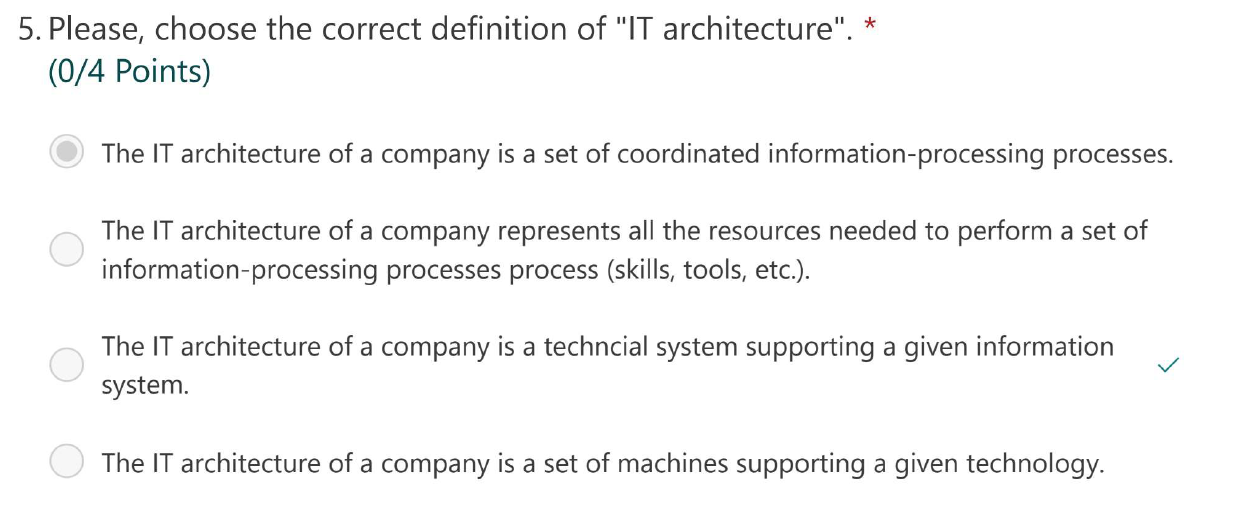 5. Please, choose the correct definition of "IT architecture". *
(0/4 Points)
The IT architecture of a company is a set of coordinated information-processing processes.
The IT architecture of a company represents all the resources needed to perform a set of
information-processing processes process (skills, tools, etc.).
The IT architecture of a company is a techncial system supporting a given information
system.
The IT architecture of a company is a set of machines supporting a given technology.